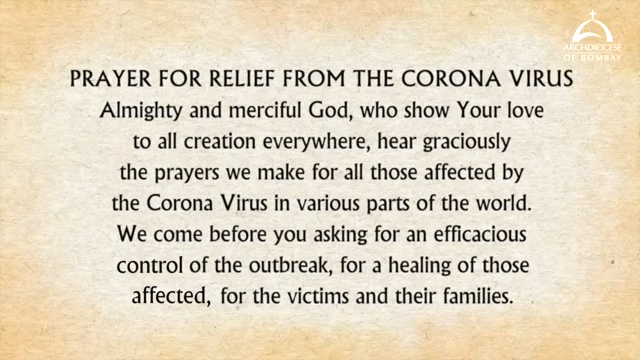 ARCHDIOCESE
OF BOMBAY
PRAYER FOR RELIEF FROM THE CORONA VIRUS
Almighty and merciful God, who show Your love
to all creation everywhere, hear graciously
the prayers we make for all those affected by
the Corona Virus in various parts of the world.
We come before you asking for an efficacious
control of the outbreak, for a healing of those
affected, for the victims and their families.